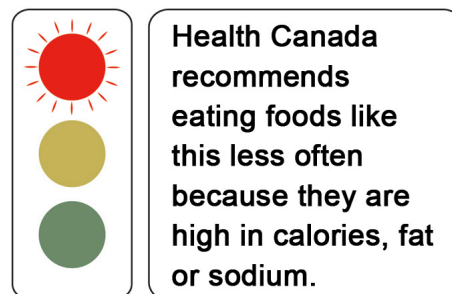 Health Canada
recommends
eating foods like
this less often
because they are
high in calories, fat
or sodium.